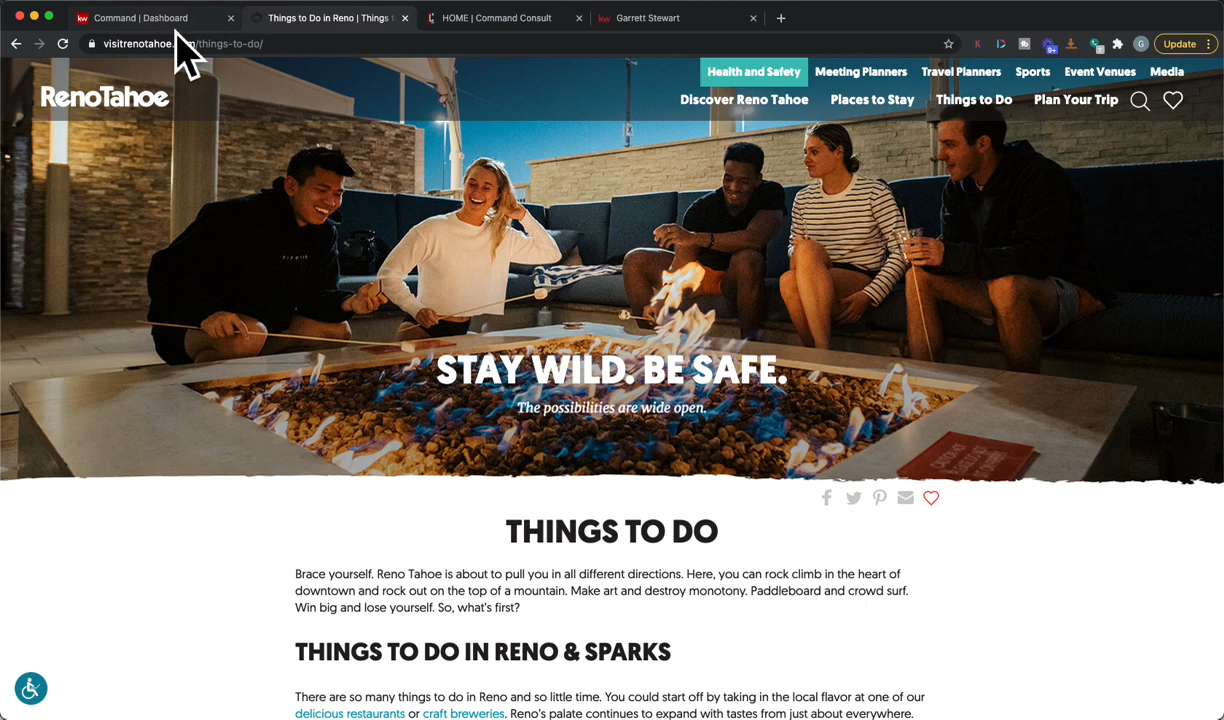 Command | Dashboard
Things to Do in Reno | Things
HOME | Command Consult
Garrett Stewart
visitrenotahoe.
/things-to-do/
Update
RenoTahoe
Health and Safety
Meeting Planners
Travel Planners
Sports
Event Venues
Media
Discover Reno Tahoe
Places to Stay
Things to Do
Plan Your Trip
STAY WILD. BE SAFE.
The possibilities are wide open.
THINGS TO DO
Brace yourself. Reno Tahoe is about to pull you in all different directions. Here, you can rock climb in the heart of
downtown and rock out on the top of a mountain. Make art and destroy monotony. Paddleboard and crowd surf.
Win big and lose yourself. So, what's first?
THINGS TO DO IN RENO & SPARKS
There are so many things to do in Reno and so little time. You could start off by taking in the local flavor at one of our
delicious restaurants or craft breweries. Reno's palate continues to expand with tastes from just about everywhere.